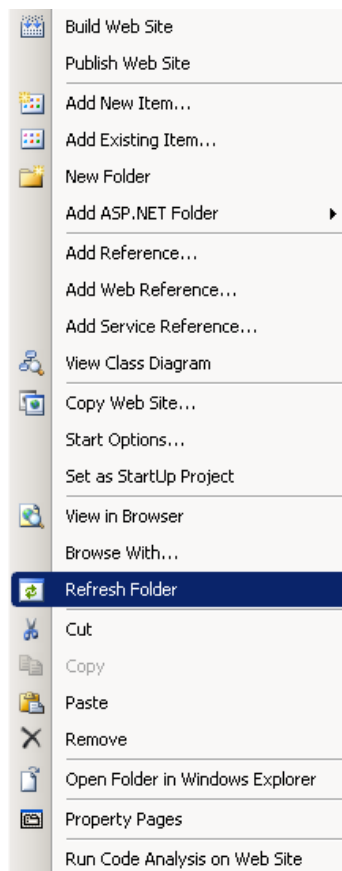 Build Web Site
Publish Web Site
Add New Item...
Add Existing Item...
New Folder
Add ASP.NET Folder
Add Reference...
Add Web Reference...
Add Service Reference...
View Class Diagram
Copy Web Site...
Start Options...
Set as StartUp Project
View in Browser
Browse With...
Refresh Folder
Cut
Copy
Paste
Remove
Open Folder in Windows Explorer
Property Pages
Run Code Analysis on Web Site